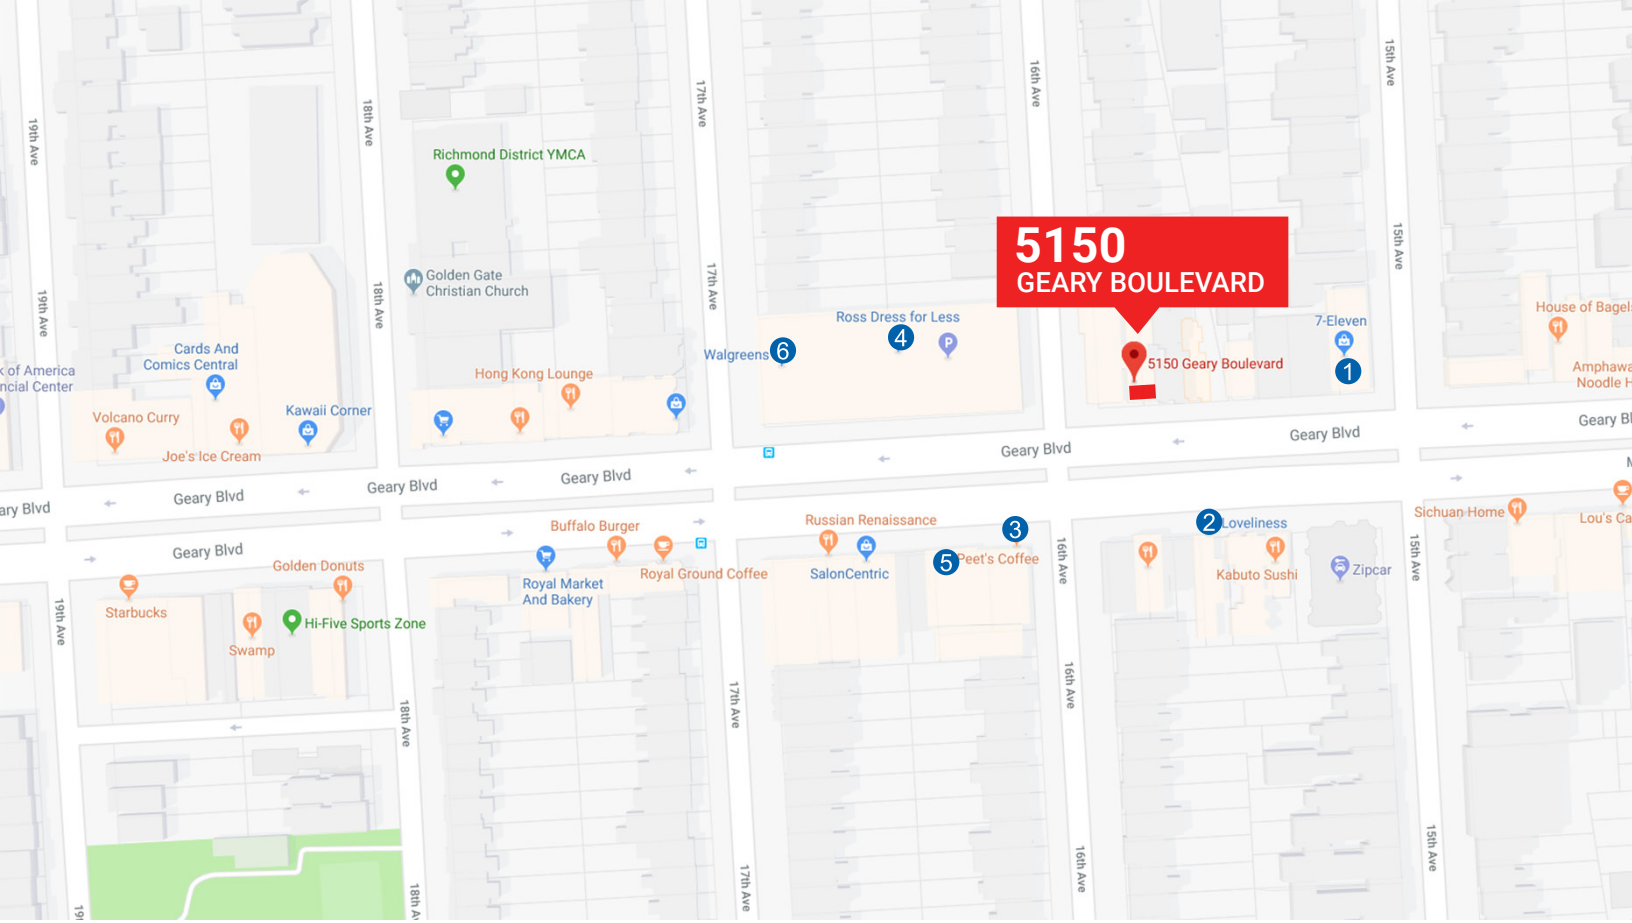 15th Ave
16th Ave
17th Ave
18th Ave
19th Ave
Richmond District YMCA
5150
GEARY BOULEVARD
15th Ave
17th Ave
18th Ave
19th Ave
Golden Gate
Christian Church
House of Bagels
Ross Dress for Less
7-Eleven
4
P
Walgreens
6
Cards And
Comics Central
5150 Geary Boulevard
1
k of America
ncial Center
Hong Kong Lounge
Noodle H
Volcano Curry
Kawaii Corner
Joe's Ice Cream
Geary Bl
Geary Blvd
Geary Blvd
Geary Blvd
Geary Blvd
Geary Blvd
ary Blvd
Geary Blvd
M
Sichuan Home
Lou's Ca
Russian Renaissance
3
2
Loveliness
Buffalo Burger
5
Peet's Coffee
Golden Donuts
Royal Ground Coffee
SalonCentric
Kabuto Sushi
Zipcar
Royal Market
And Bakery
Starbucks
Swamp
Hi-Five Sports Zone
15th Ave
16th Ave
19th Ave
16th Ave
17th Ave
18th Ave
15th Ave
16th Ave
17th Ave
18th Av
19t